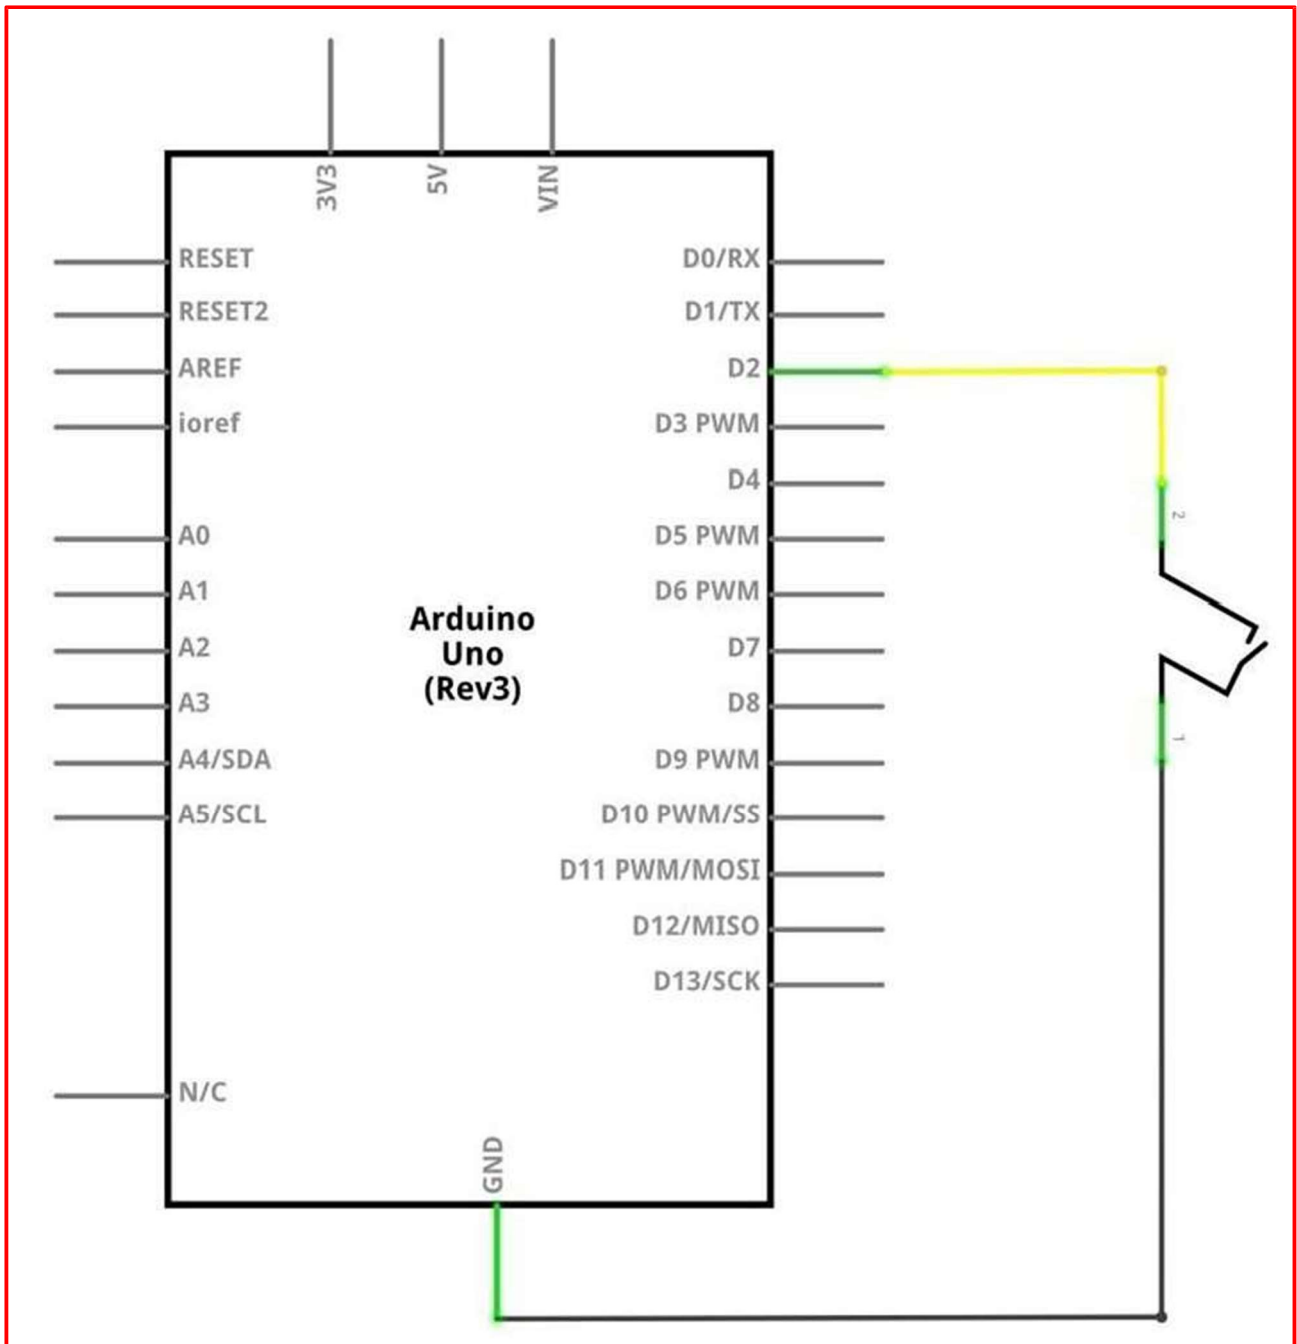 3V3
5V
VIN
RESET
RESET2
AREF
ioref
A0
A1
A2
A3
A4/SDA
A5/SCL
N/C
Arduino
Uno
(Rev3)
D0/RX
D1/TX
D2
D3 PWM
D4
D5 PWM
D6 PWM
D7
D8
D9 PWM
D10 PWM/SS
D11 PWM/MOSI
D12/MISO
D13/SCK
GND
2
1